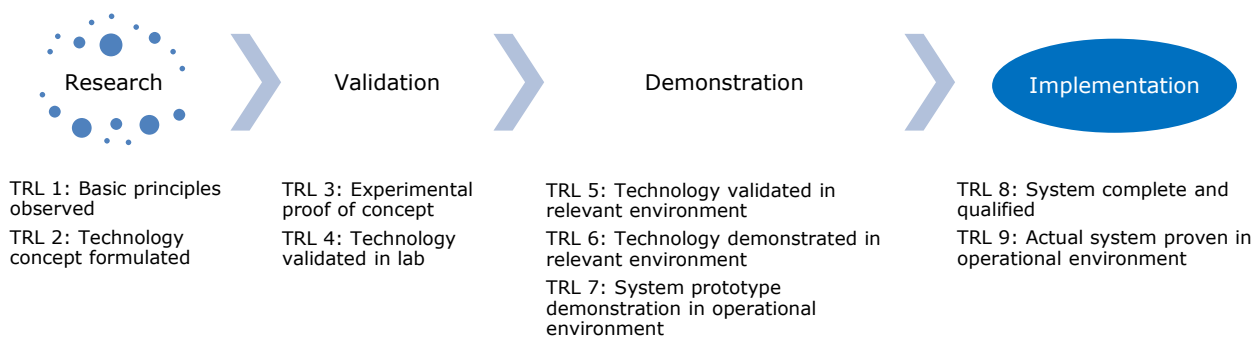 Research
Validation
Demonstration
Implementation
TRL 1: Basic principles
observed
TRL 2: Technology
concept formulated
TRL 3: Experimental
proof of concept
TRL 4: Technology
validated in lab
TRL 5: Technology validated in
relevant environment
TRL 6: Technology demonstrated in
relevant environment
TRL 7: System prototype
demonstration in operational
environment
TRL 8: System complete and
qualified
TRL 9: Actual system proven in
operational environment